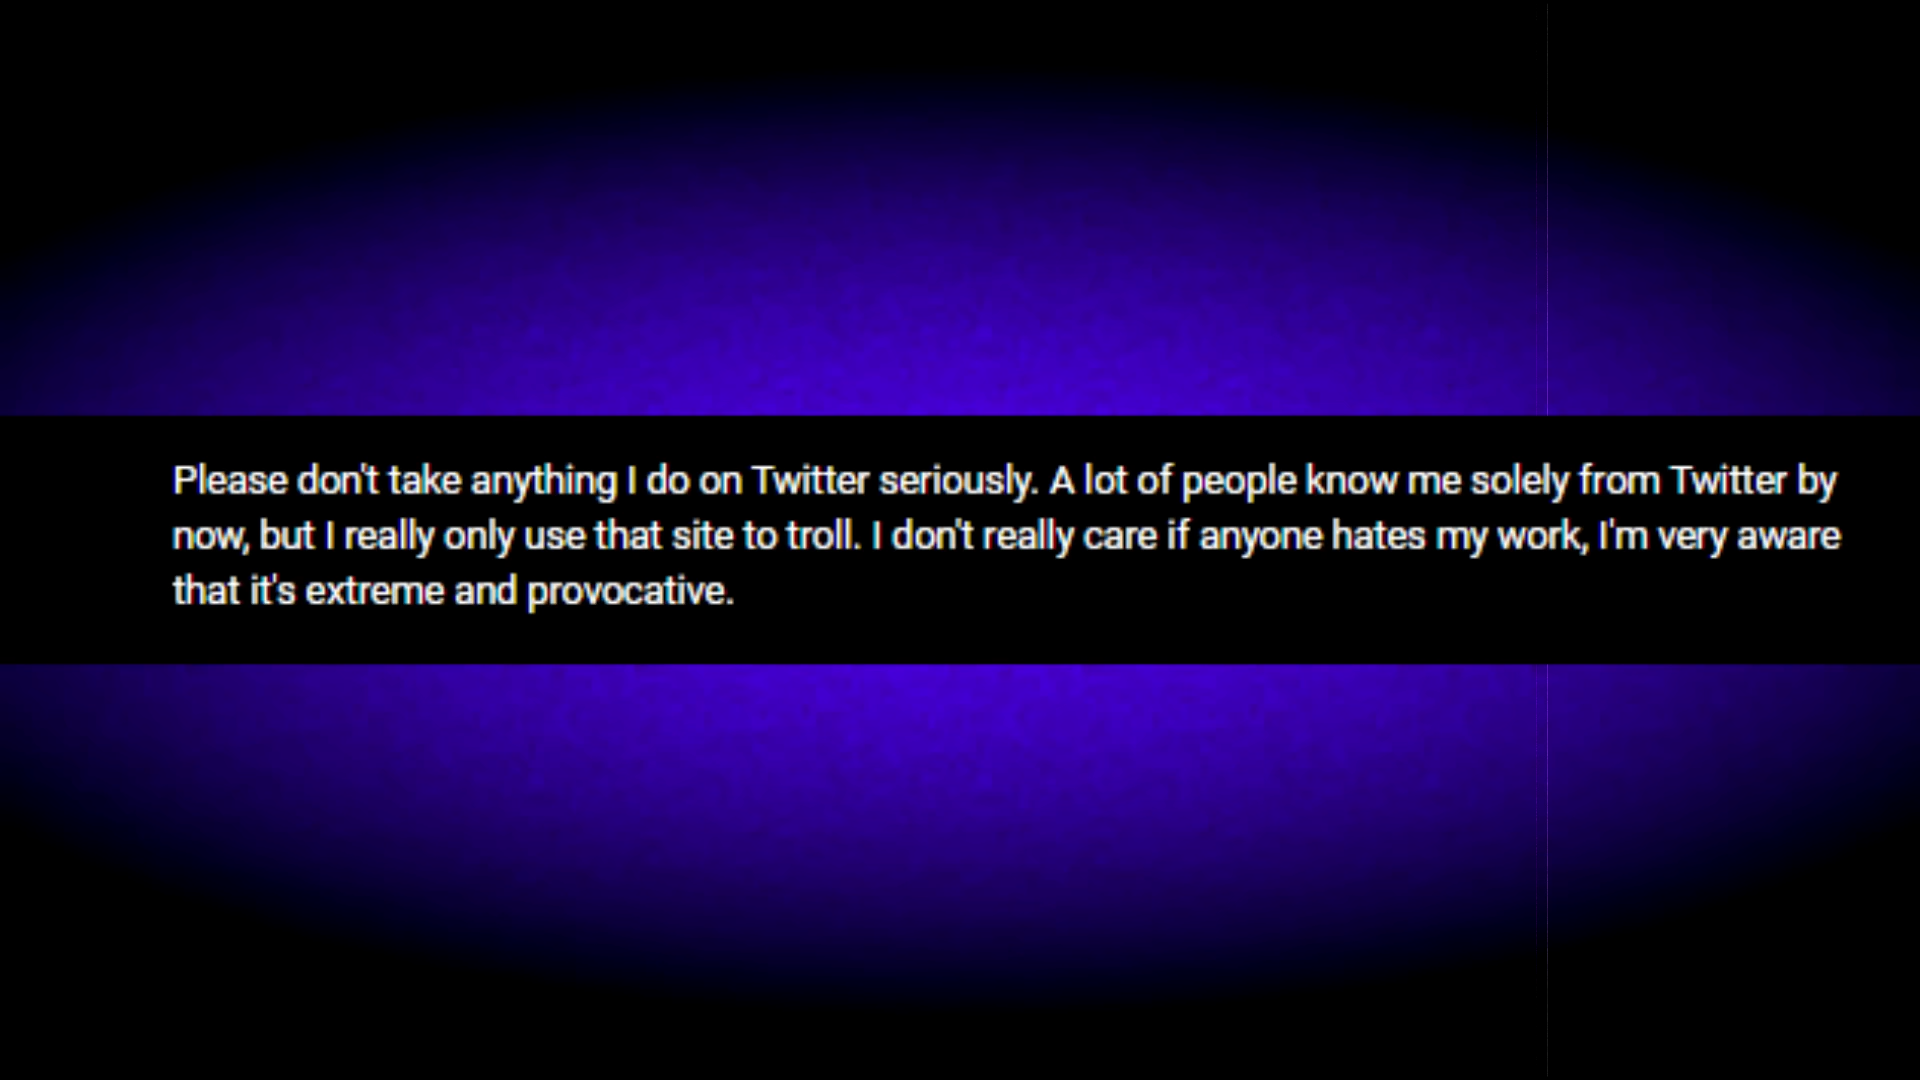 Please don't take anything I do on Twitter seriously. A lot of people know me solely from Twitter by
now, but I really only use that site to troll. I don't really care if anyone hates my work, I'm very aware
that it's extreme and provocative.